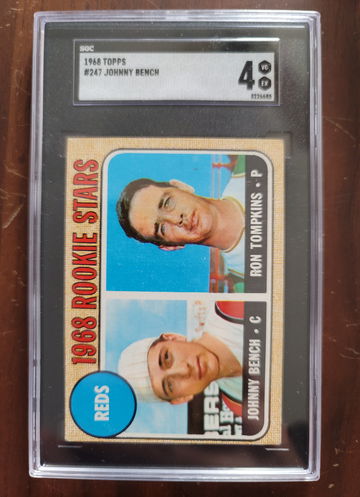 SGC
1968 TOPPS
#247 JOHNNY BENCH
4
VG
EX
1968 ROOKIE STARS
REDS
JOHNNY BENCH • C
RON TOMPKINS • P